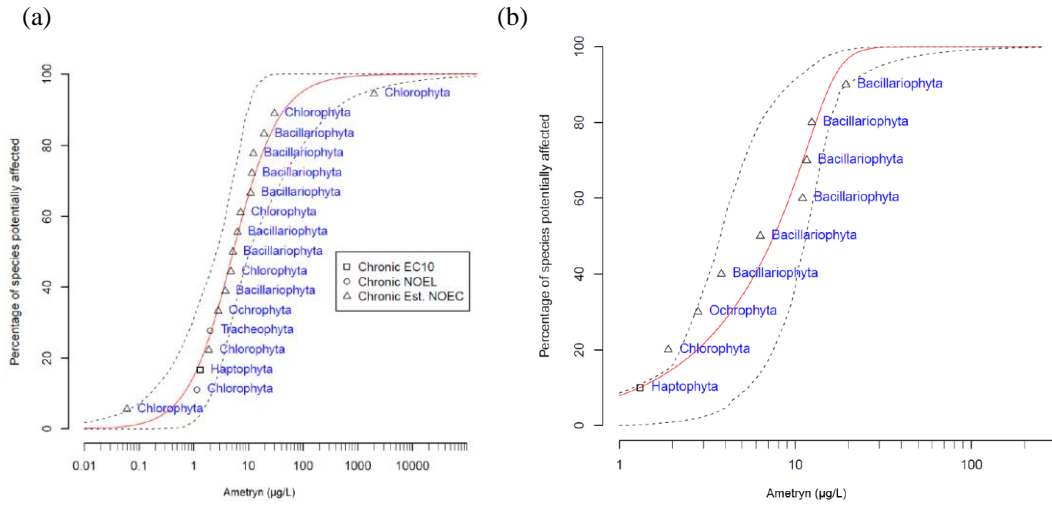 (a)
Percentage of species potentially affected
100
80
60
40
20
0
Chlorophyta
Chlorophyta
Bacillariophyta
Bacillariophyta
Bacillariophyta
Bacillariophyta
Chlorophyta
Bacillariophyta
Bacillariophyta
Chlorophyta
Bacillariophyta
Ochrophyta
Tracheophyta
Chlorophyta
Haptophyta
Chlorophyta
Chlorophyta
Chronic EC10
Chronic NOEL
Chronic Est. NOEC
0.01 0.1 1 10 100 1000 10000
Ametryn (µg/L)
(b)
Percentage of species potentially affected
100
80
60
40
20
0
Bacillariophyta
Bacillariophyta
Bacillariophyta
Bacillariophyta
Bacillariophyta
Bacillariophyta
Ochrophyta
Chlorophyta
Haptophyta
1 10 100
Ametryn (µg/L)